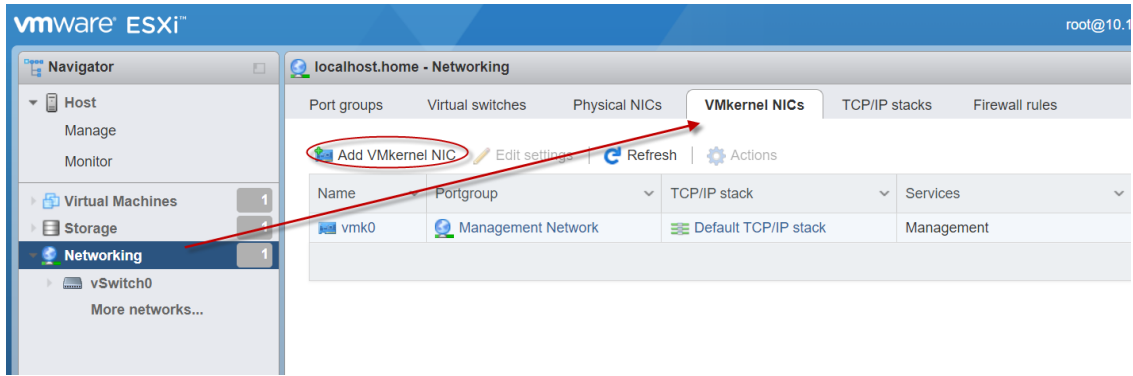 vmware ESXi™
root@10.1
Navigator
Host
Manage
Monitor
Virtual Machines 1
Storage 1
Networking 1
vSwitch0
More networks...
localhost.home - Networking
Port groups Virtual switches Physical NICs VMkernel NICs TCP/IP stacks Firewall rules
Add VMkernel NIC Edit settings Refresh Actions
Name Portgroup TCP/IP stack Services
vmk0 Management Network Default TCP/IP stack Management